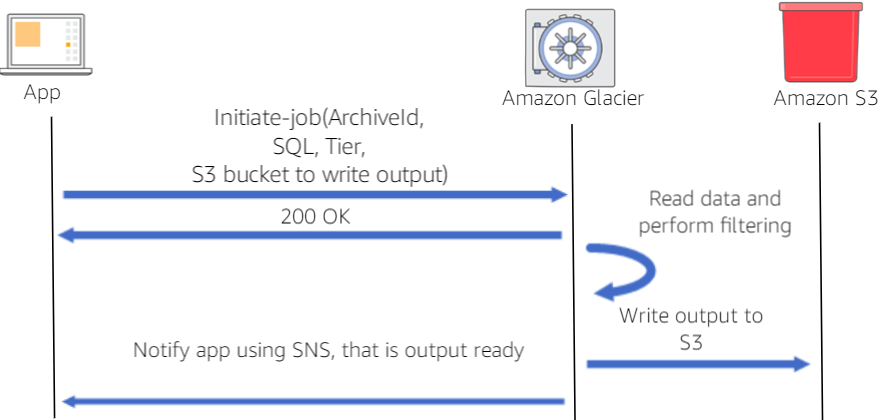 App
Amazon Glacier
Amazon S3
Initiate-job(ArchiveId,
SQL, Tier,
S3 bucket to write output)
200 OK
Read data and
perform filtering
Write output to
S3
Notify app using SNS, that is output ready